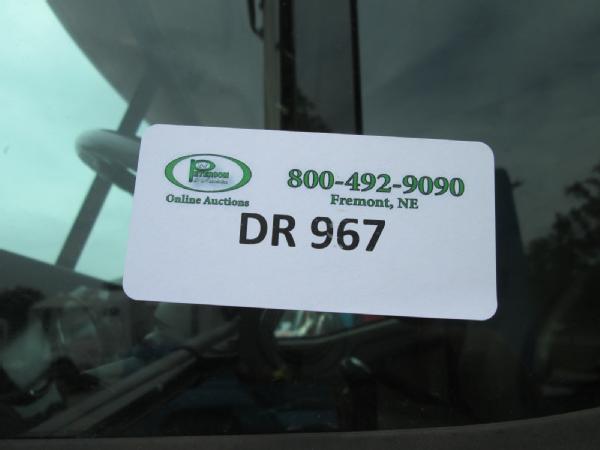 PETERSON
Online Auctions
800-492-9090
Fremont, NE
DR 967